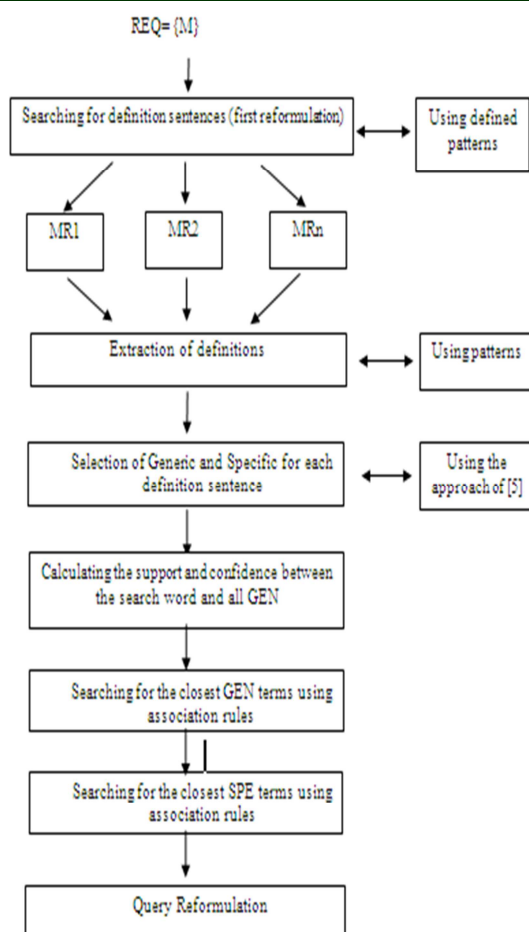 REQ= {M}
Searching for definition sentences (first reformulation)
Using defined
patterns
MR1
MR2
MRn
Extraction of definitions
Using patterns
Selection of Generic and Specific for each
definition sentence
Using the
approach of [5]
Calculating the support and confidence between
the search word and all GEN
Searching for the closest GEN terms using
association rules
Searching for the closest SPE terms using
association rules
Query Reformulation